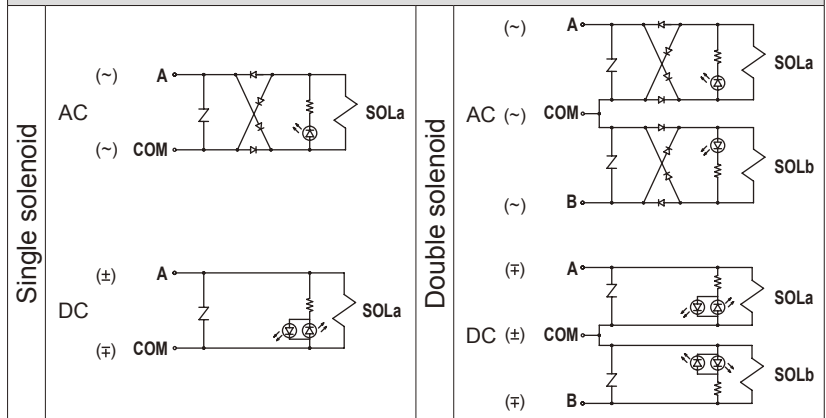 Single solenoid
AC
(~) A
(~) COM
SOLa
DC
(±) A
(∓) COM
SOLa
Double solenoid
AC
(~) A
(~) COM
(~) B
SOLa
SOLb
DC
(∓) A
(±) COM
(∓) B
SOLa
SOLb